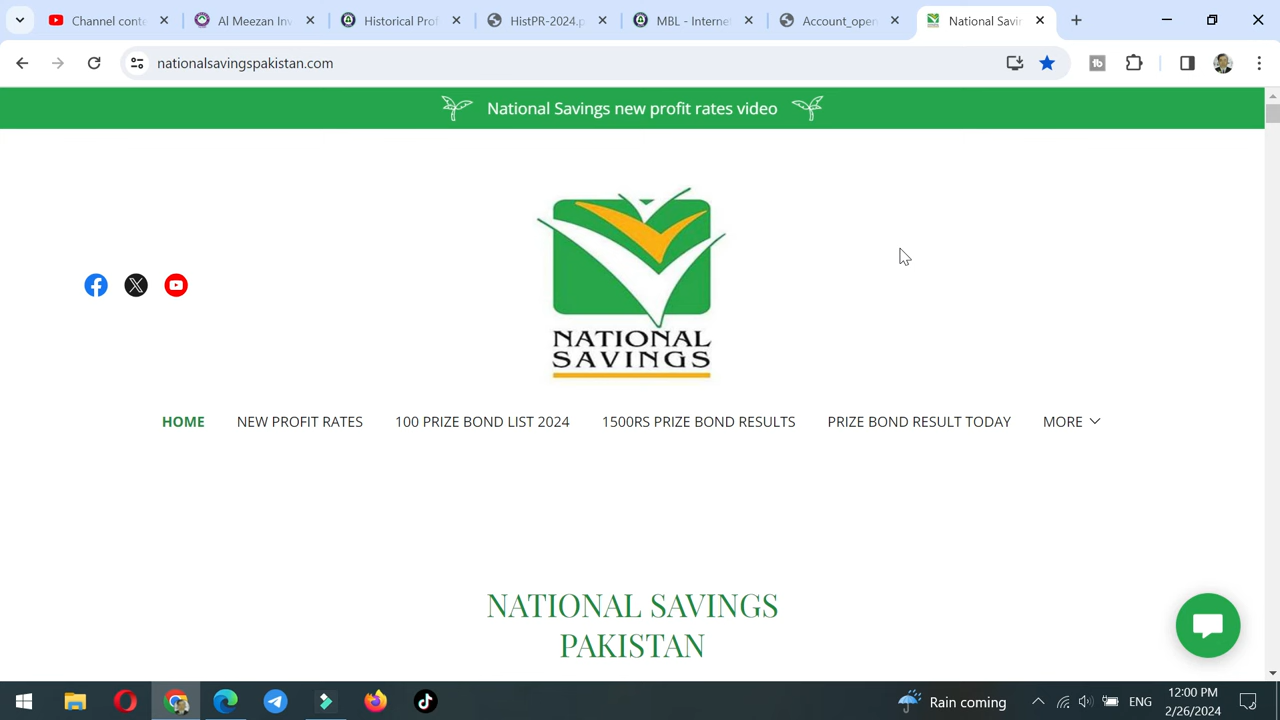 Channel conte
Al Meezan Inv
Historical Prof
HistPR-2024.p
MBL - Interne
Account_open
National Savin
nationalsavingspakistan.com
National Savings new profit rates video
NATIONAL
SAVINGS
HOME
NEW PROFIT RATES
100 PRIZE BOND LIST 2024
1500RS PRIZE BOND RESULTS
PRIZE BOND RESULT TODAY
MORE
NATIONAL SAVINGS
PAKISTAN
Rain coming
ENG
12:00 PM
2/26/2024